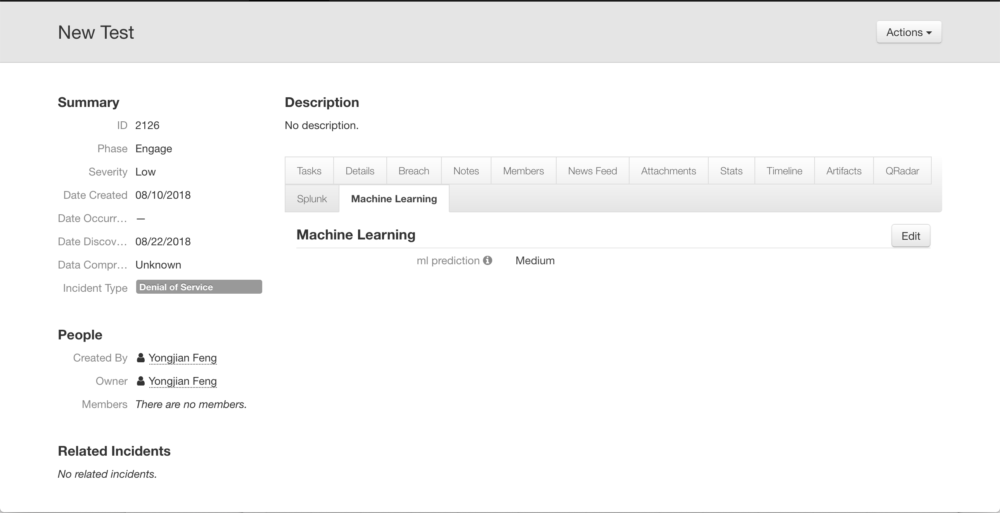 New Test
Actions
Summary
ID 2126
Phase Engage
Severity Low
Date Created 08/10/2018
Date Occurr... —
Date Discov... 08/22/2018
Data Compr... Unknown
Incident Type Denial of Service
People
Created By Yongjian Feng
Owner Yongjian Feng
Members There are no members.
Related Incidents
No related incidents.
Description
No description.
Tasks Details Breach Notes Members News Feed Attachments Stats Timeline Artifacts QRadar
Splunk Machine Learning
Machine Learning Edit
ml prediction Medium